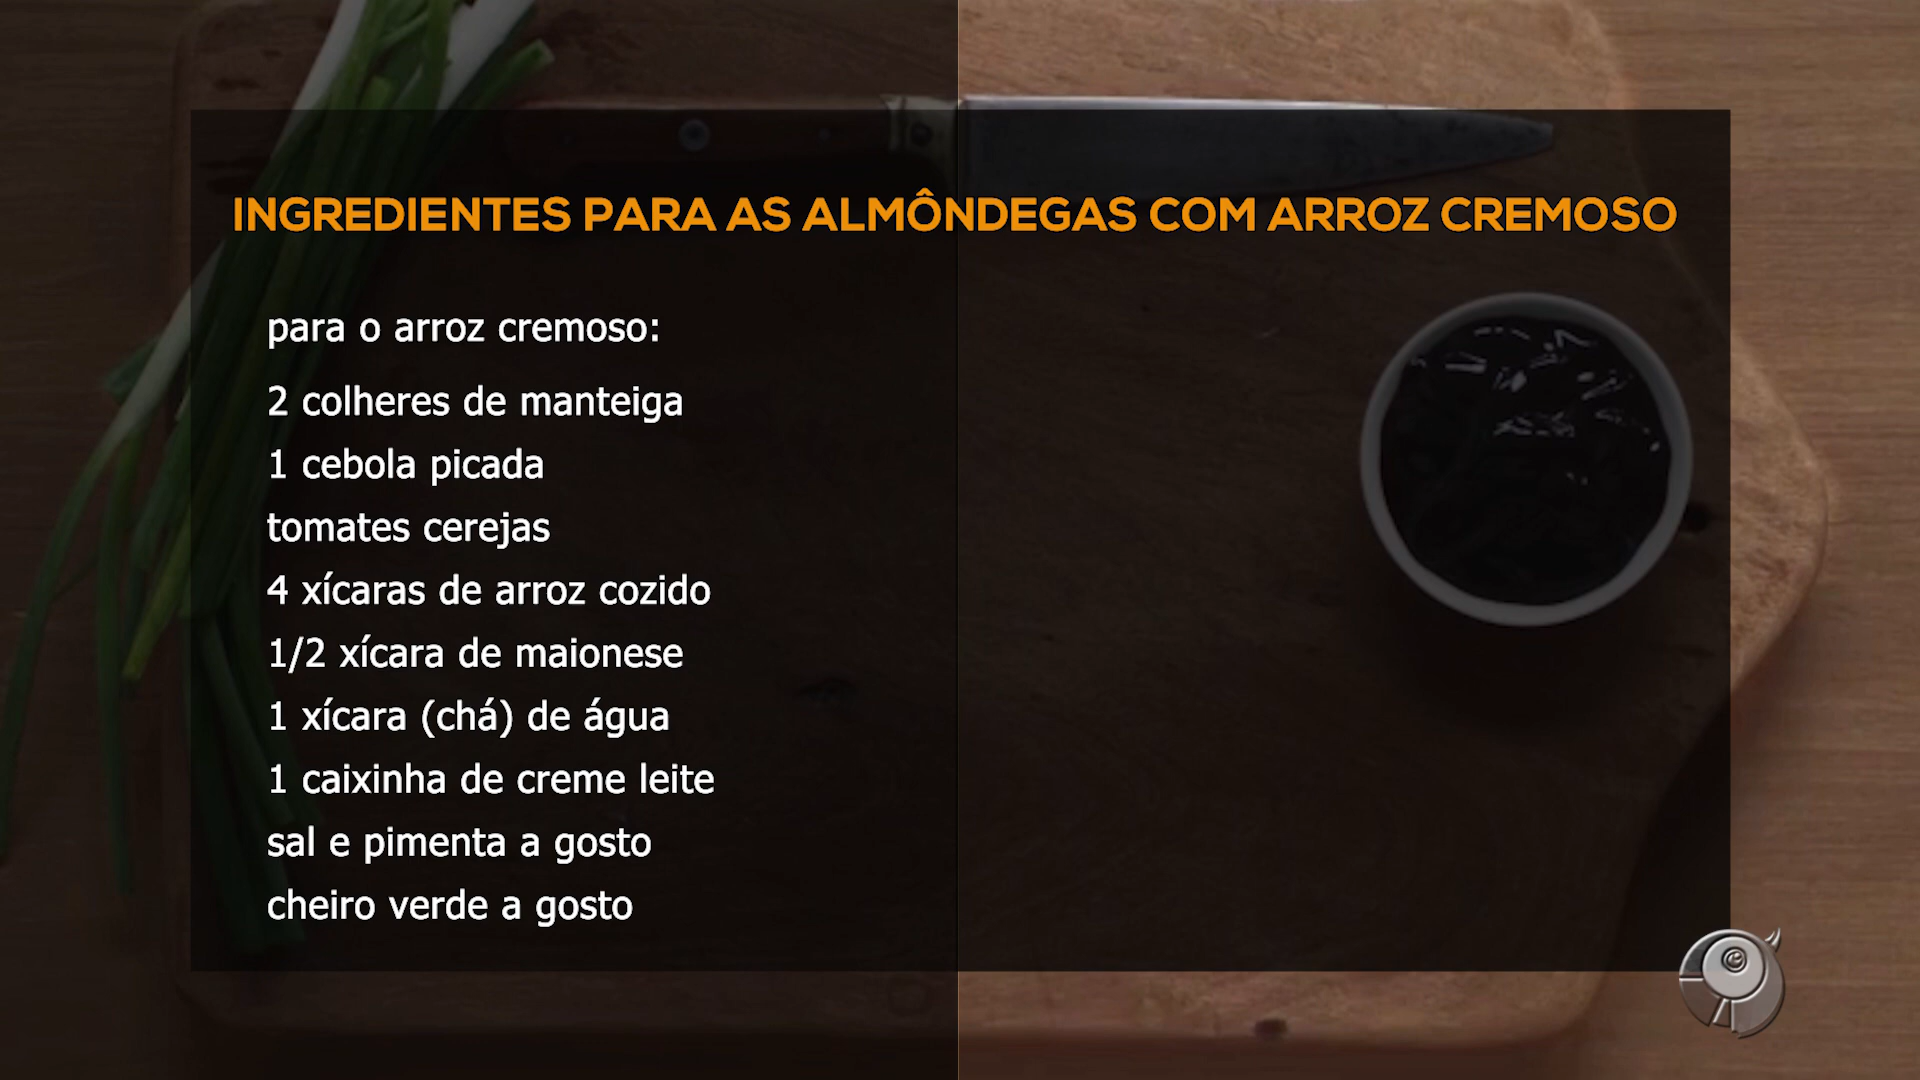 INGREDIENTES PARA AS ALMÔNDEGAS COM ARROZ CREMOSO
para o arroz cremoso:
2 colheres de manteiga
1 cebola picada
tomates cerejas
4 xícaras de arroz cozido
1/2 xícara de maionese
1 xícara (chá) de água
1 caixinha de creme leite
sal e pimenta a gosto
cheiro verde a gosto